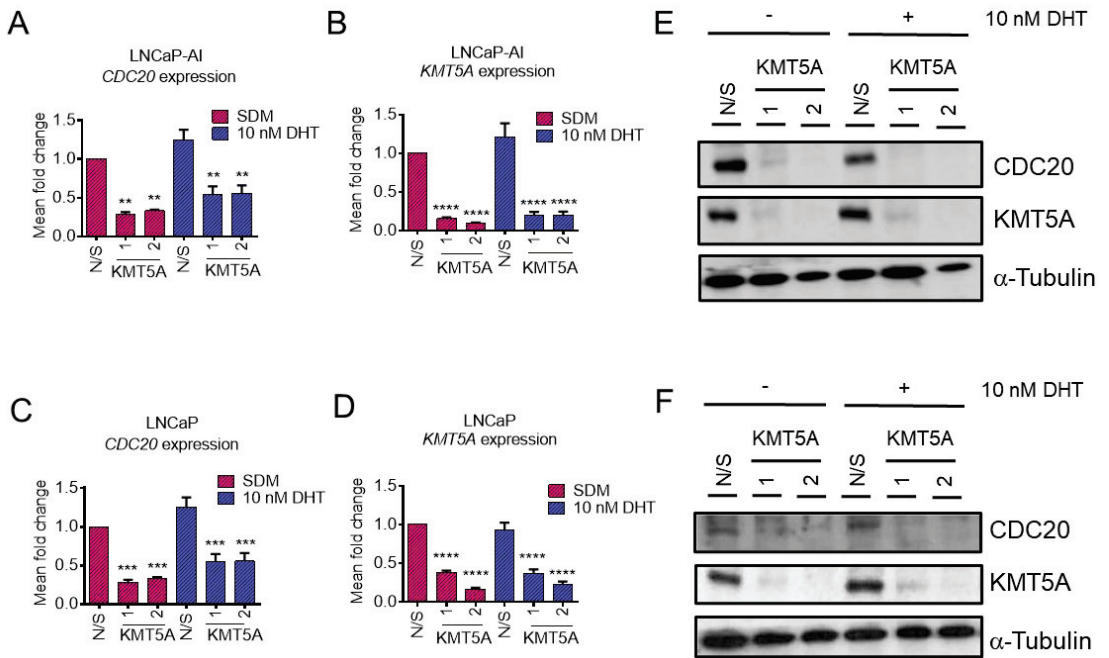 A
LNCaP-AI
CDC20 expression
SDM
10 nM DHT
Mean fold change
1.5
1.0
0.5
0.0
N/S
1
2
N/S
1
2
KMT5A
KMT5A
** ** ** **
B
LNCaP-AI
KMT5A expression
SDM
10 nM DHT
Mean fold change
1.5
1.0
0.5
0.0
N/S
1
2
N/S
1
2
KMT5A
KMT5A
**** **** **** ****
E
- + 10 nM DHT
KMT5A KMT5A
N/S 1 2 N/S 1 2
CDC20
KMT5A
α-Tubulin
C
LNCaP
CDC20 expression
SDM
10 nM DHT
Mean fold change
1.5
1.0
0.5
0.0
N/S
1
2
N/S
1
2
KMT5A
KMT5A
*** *** *** ***
D
LNCaP
KMT5A expression
SDM
10 nM DHT
Mean fold change
1.5
1.0
0.5
0.0
N/S
1
2
N/S
1
2
KMT5A
KMT5A
**** **** **** ****
F
- + 10 nM DHT
KMT5A KMT5A
N/S 1 2 N/S 1 2
CDC20
KMT5A
α-Tubulin